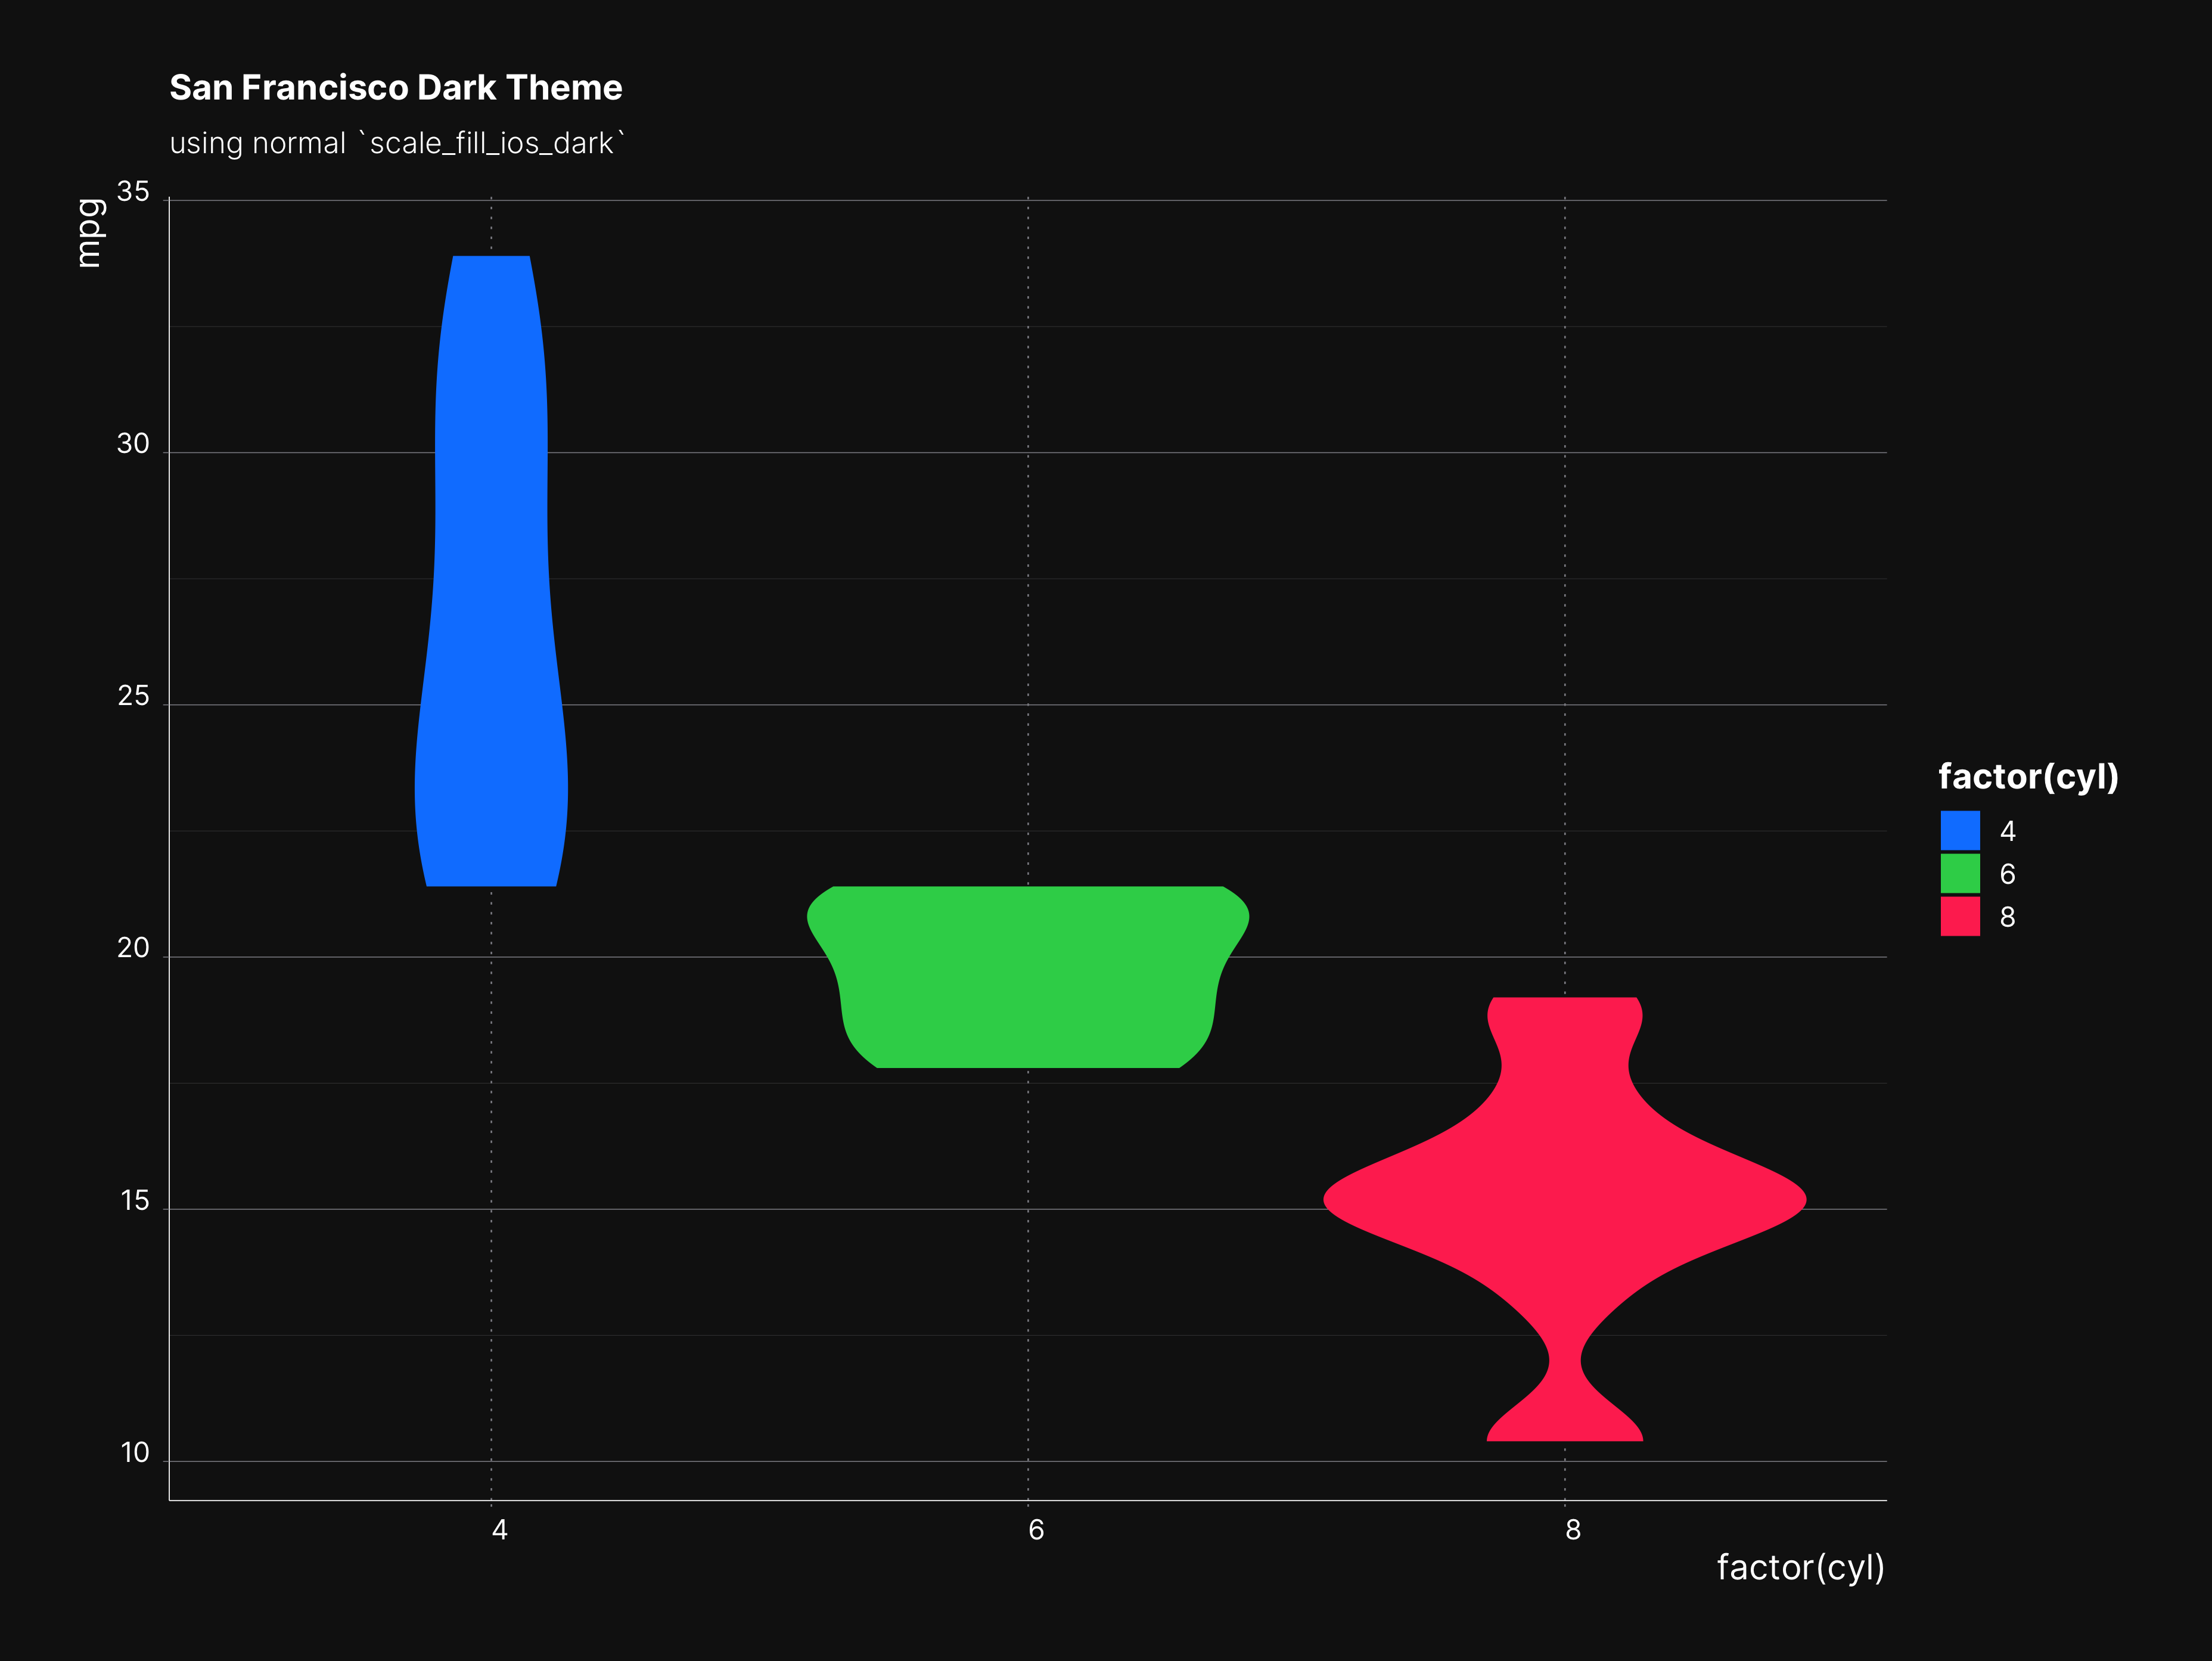 San Francisco Dark Theme
using normal `scale_fill_ios_dark`
mpg
35
30
25
20
15
10
4
6
8
factor(cyl)
factor(cyl)
4
6
8